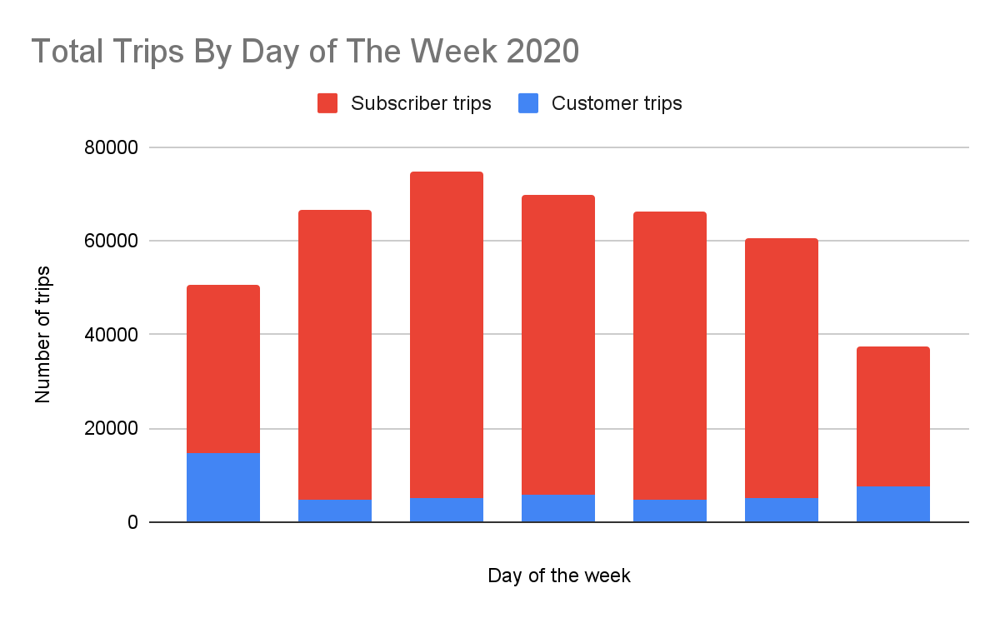 Total Trips By Day of The Week 2020
Subscriber trips
Customer trips
80000
60000
40000
20000
0
Number of trips
Day of the week